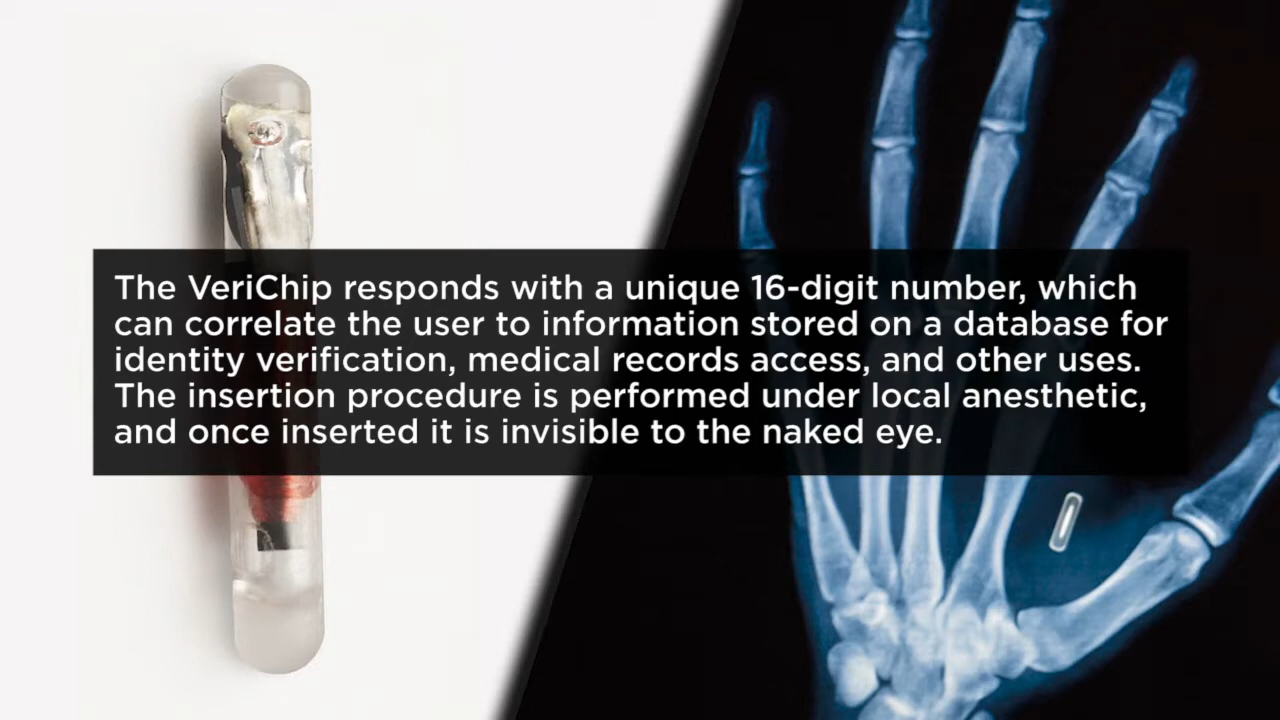 The VeriChip responds with a unique 16-digit number, which
can correlate the user to information stored on a database for
identity verification, medical records access, and other uses.
The insertion procedure is performed under local anesthetic,
and once inserted it is invisible to the naked eye.